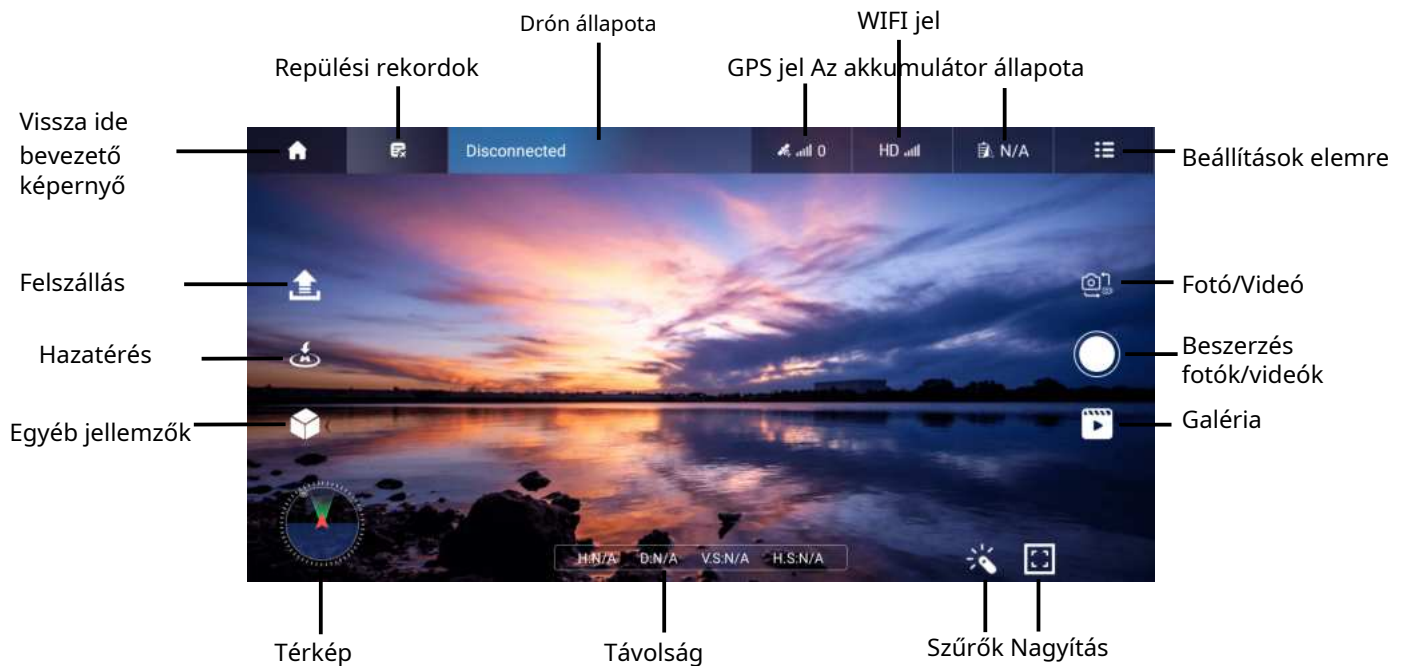 Drón állapota
WIFI jel
Repülési rekordok
GPS jel Az akkumulátor állapota
Vissza ide
bevezető
képernyő
Disconnected
0
HD
N/A
Beállítások elemre
Felszállás
Fotó/Videó
Hazatérés
Beszerzés
fotók/videók
Egyéb jellemzők
Galéria
H:N/A D:N/A V.S:N/A H.S:N/A
Térkép
Távolság
Szűrők Nagyítás